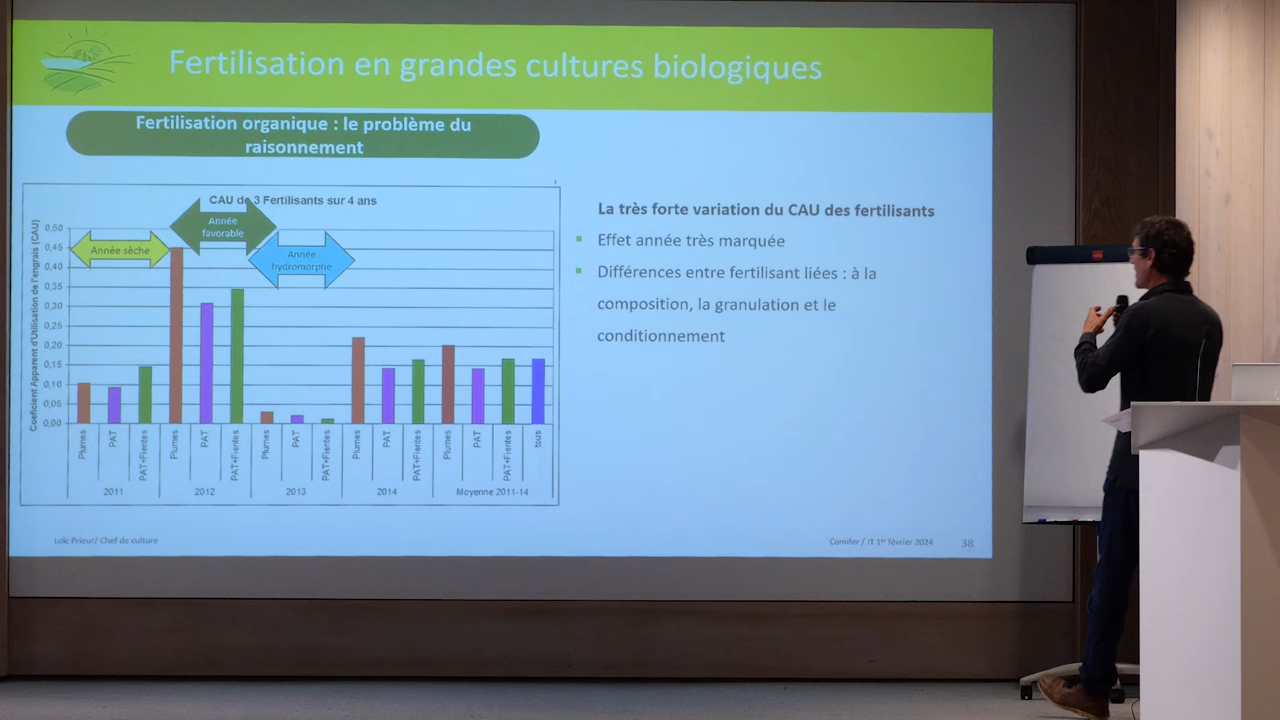 Fertilisation en grandes cultures biologiques
Fertilisation organique : le problème du
raisonnement
CAU de 3 Fertilisants sur 4 ans
Année
favorable
Année sèche
Année
hydromorphe
Coeficient Apparent d'Utilisation de l'engrais (CAU)
0,50
0,45
0,40
0,35
0,30
0,25
0,20
0,15
0,10
0,05
0,00
Plumes PAT PAT+Fientes Plumes PAT PAT+Fientes Plumes PAT PAT+Fientes Plumes PAT PAT+Fientes Plumes PAT PAT+Fientes tous
2011 2012 2013 2014 Moyenne 2011-14
La très forte variation du CAU des fertilisants
Effet année très marquée
Différences entre fertilisant liées : à la
composition, la granulation et le
conditionnement
Loïc Prieur/ Chef de culture
Comifer / JT 1er février 2024 38